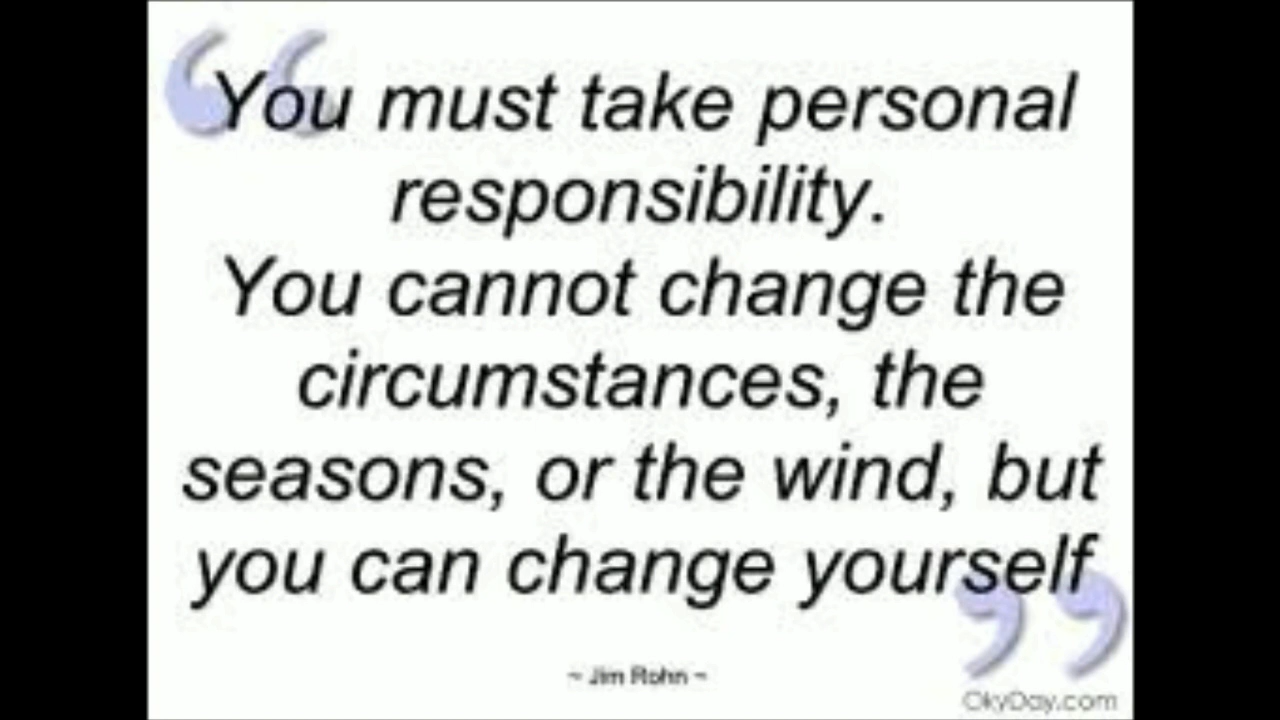 You must take personal
responsibility.
You cannot change the
circumstances, the
seasons, or the wind, but
you can change yourself
~ Jim Rohn ~
OkyDay.com